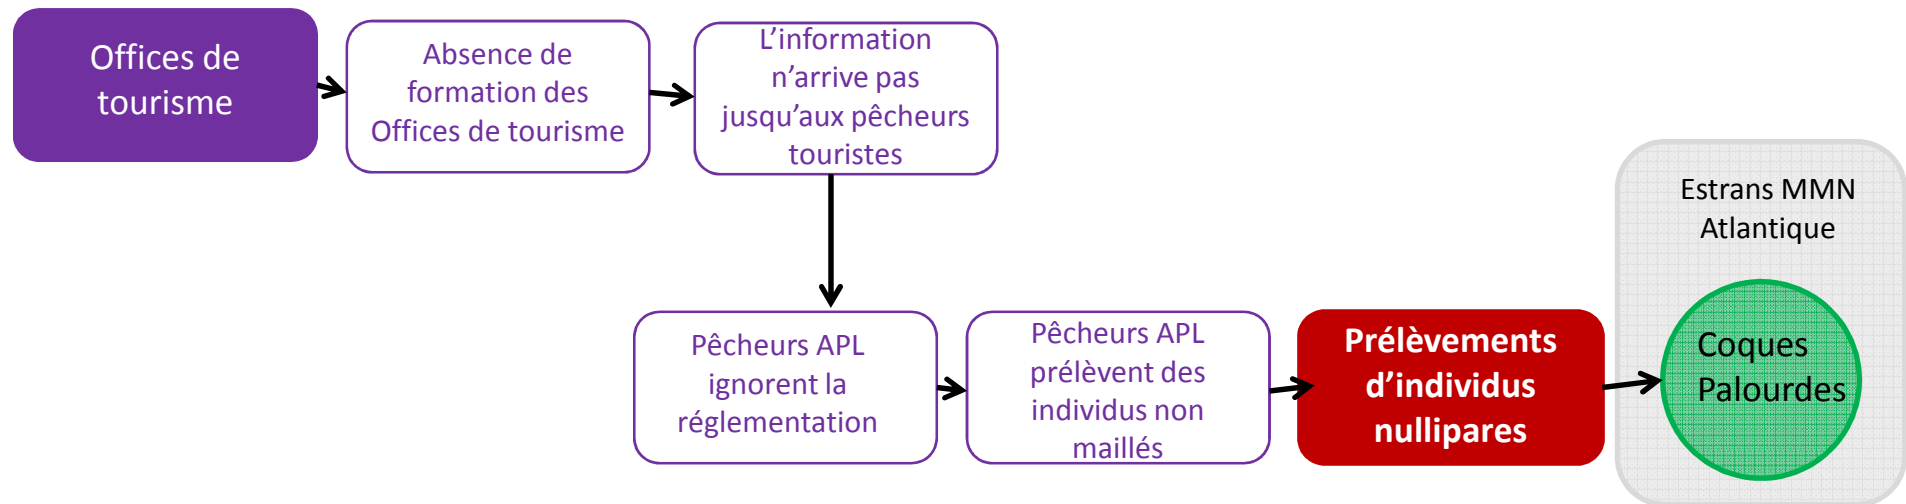 Offices de
tourisme
Absence de
formation des
Offices de tourisme
L’information
n’arrive pas
jusqu’aux pêcheurs
touristes
Pêcheurs APL
ignorent la
réglementation
Pêcheurs APL
prélèvent des
individus non
maillés
Prélèvements
d’individus
nullipares
Estrans MMN
Atlantique
Coques
Palourdes